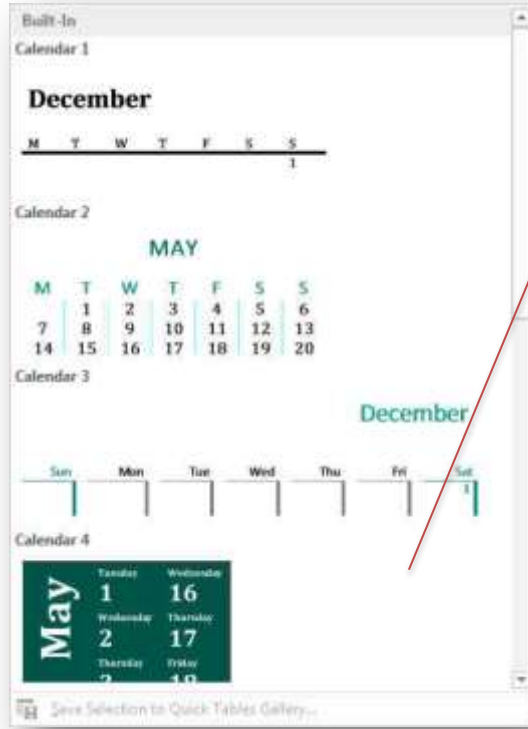 Built-In
Calendar 1
December
M T W T F S S
1
Calendar 2
MAY
M T W T F S S
1 2 3 4 5 6
7 8 9 10 11 12 13
14 15 16 17 18 19 20
Calendar 3
December
Sun Mon Tue Wed Thu Fri Sat
1
Calendar 4
May
Tuesday Wednesday
1 16
Wednesday Thursday
2 17
Thursday Friday
3 18
Save Selection to Quick Tables Gallery...